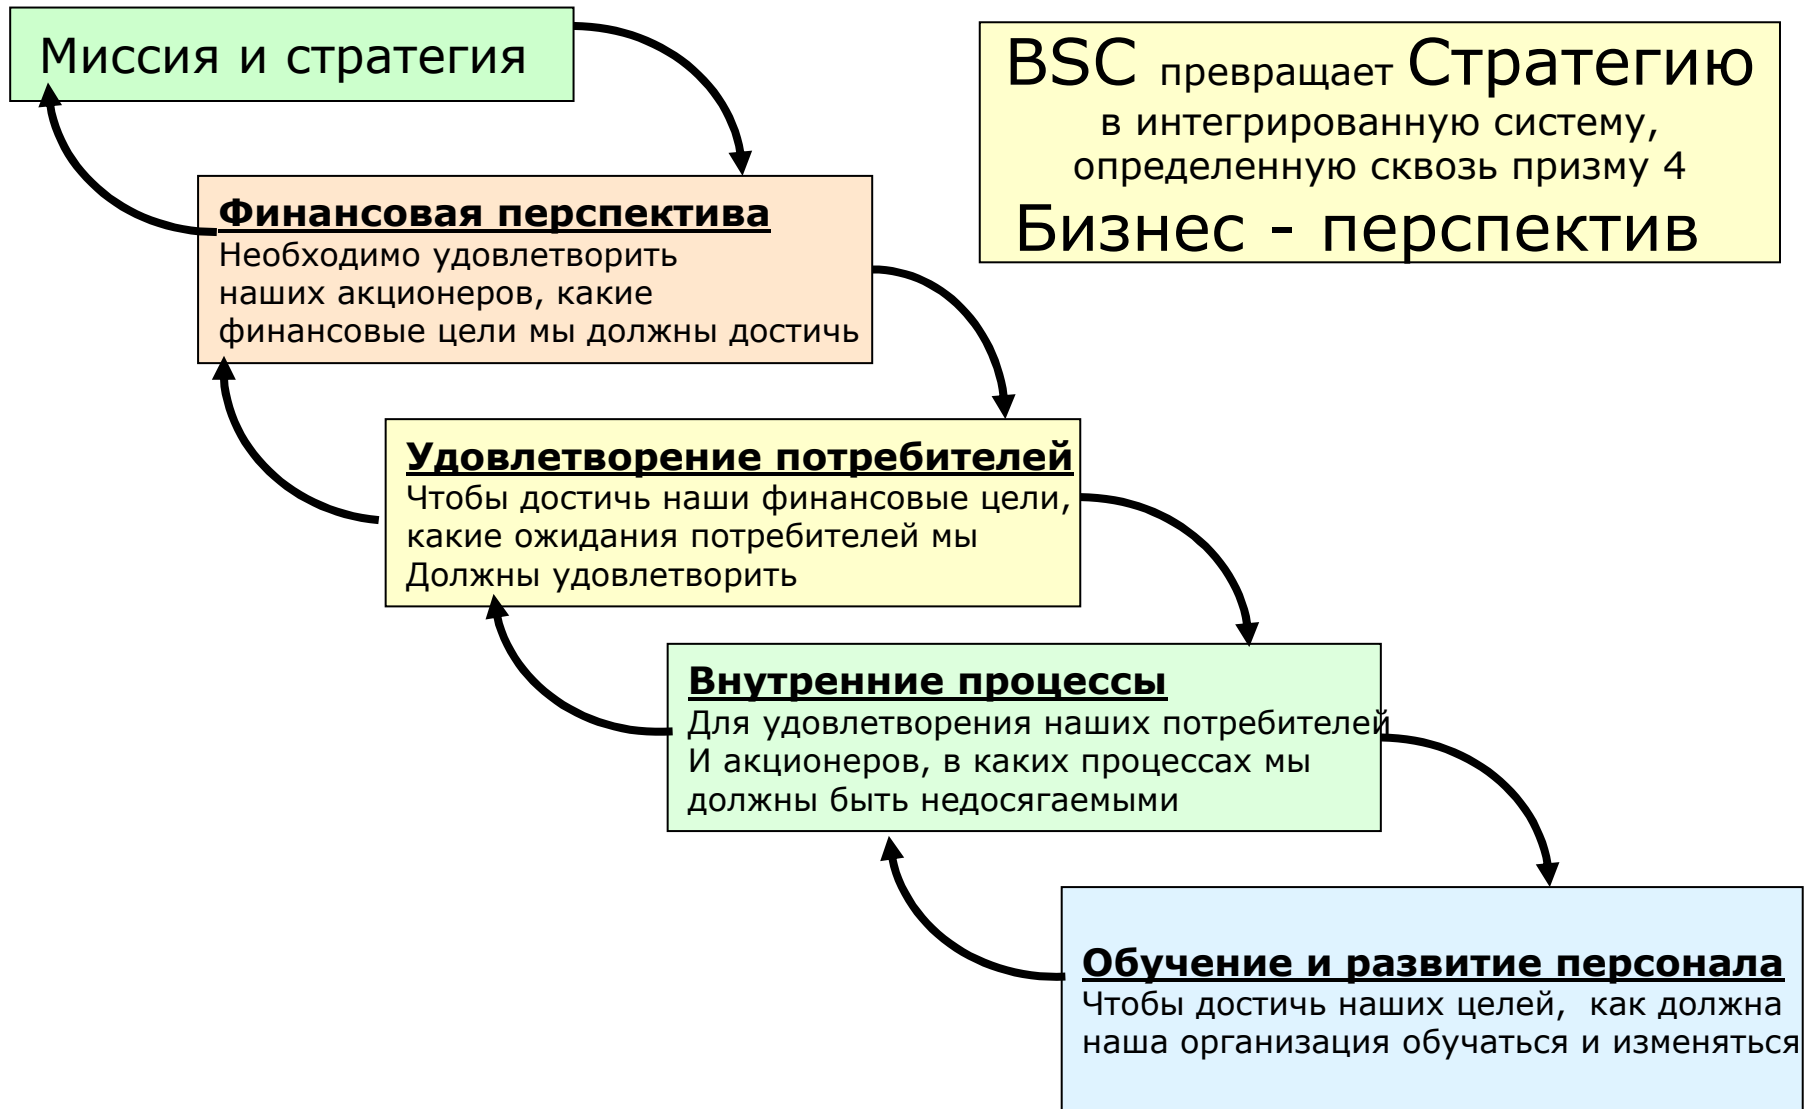 Миссия и стратегия
BSC превращает Стратегию
в интегрированную систему,
определенную сквозь призму 4
Бизнес - перспектив
Финансовая перспектива
Необходимо удовлетворить
наших акционеров, какие
финансовые цели мы должны достичь
Удовлетворение потребителей
Чтобы достичь наши финансовые цели,
какие ожидания потребителей мы
Должны удовлетворить
Внутренние процессы
Для удовлетворения наших потребителей
И акционеров, в каких процессах мы
должны быть недосягаемыми
Обучение и развитие персонала
Чтобы достичь наших целей, как должна
наша организация обучаться и изменяться